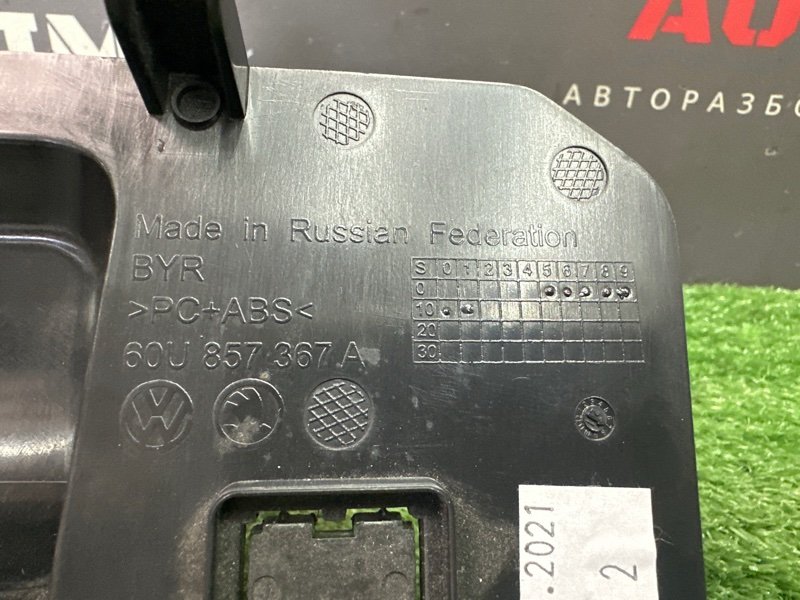 AU
АВТОРАЗБО
Made in Russian Federation
BYR
>PC+ABS<
60U 857 367 A
S 0 1 2 3 4 5 6 7 8 9
0
10
20
30
VW
.2021
2